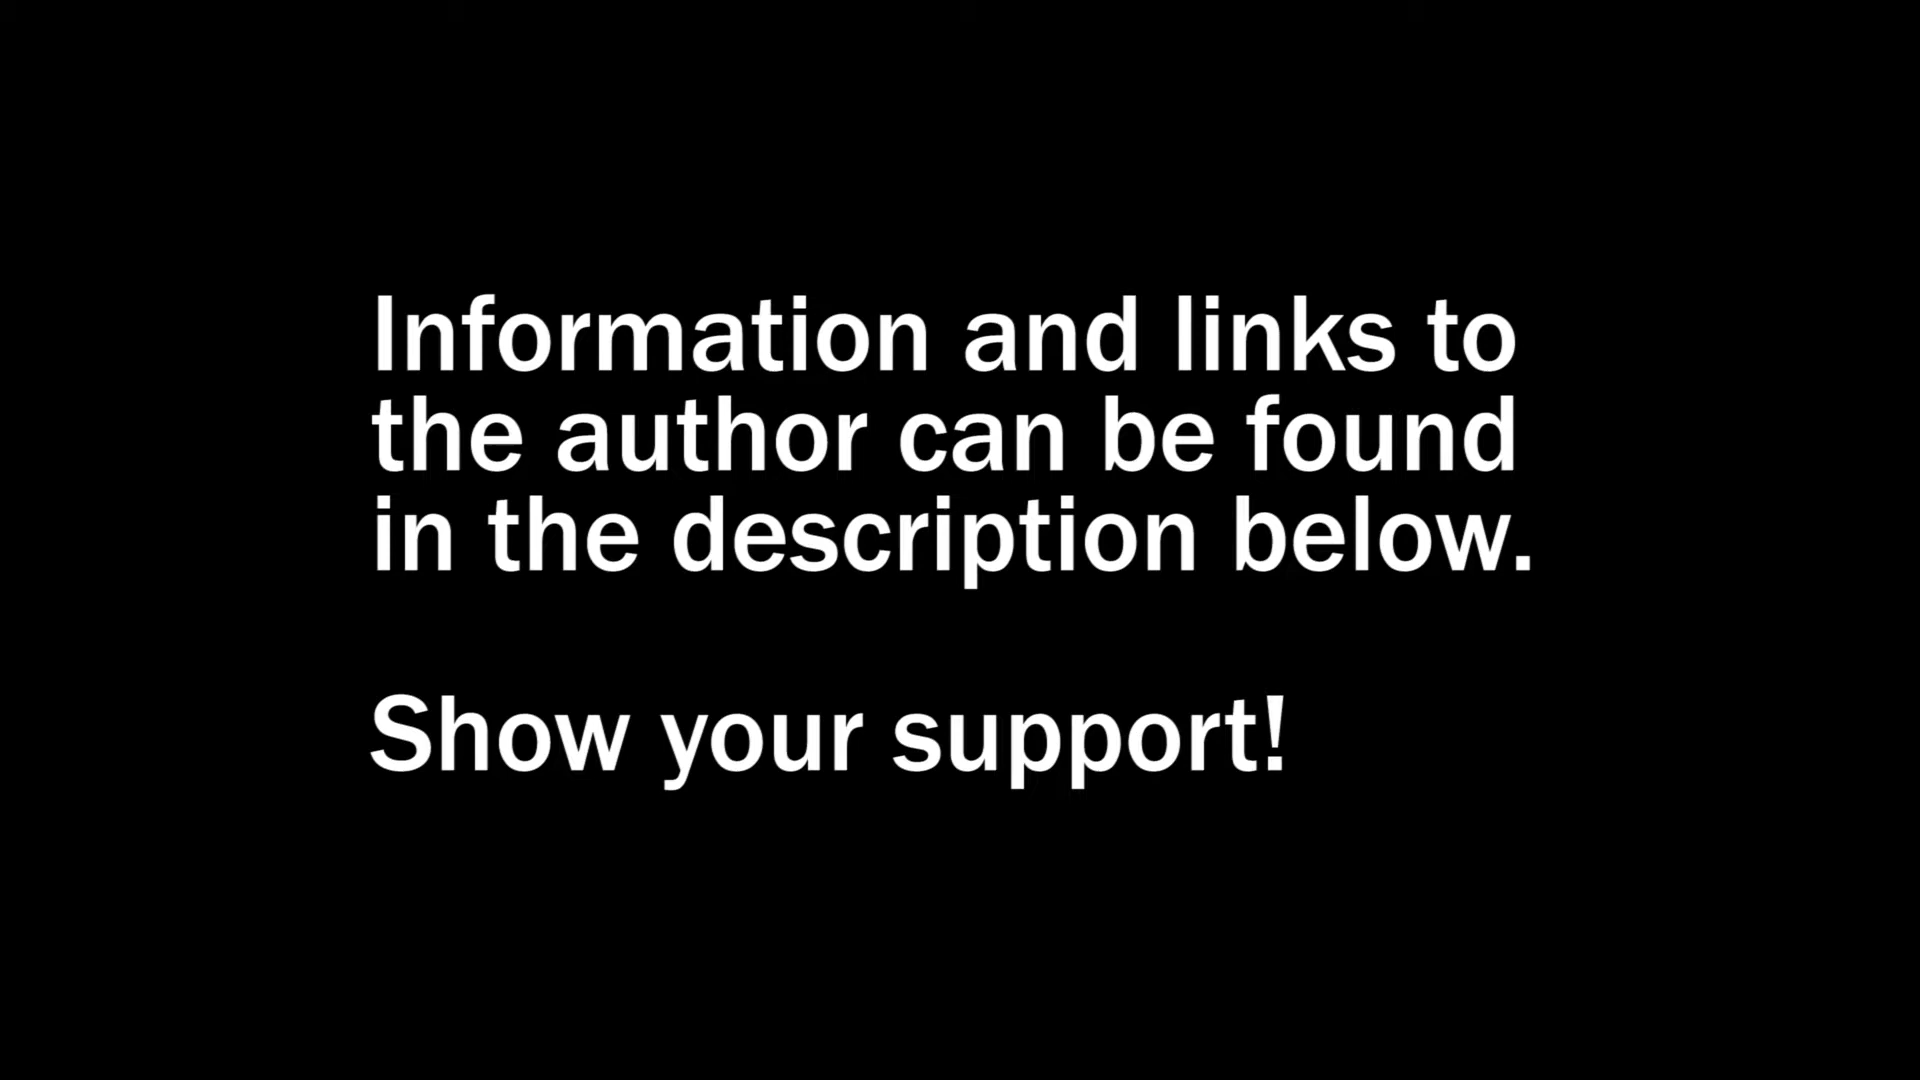 Information and links to
the author can be found
in the description below.
Show your support!